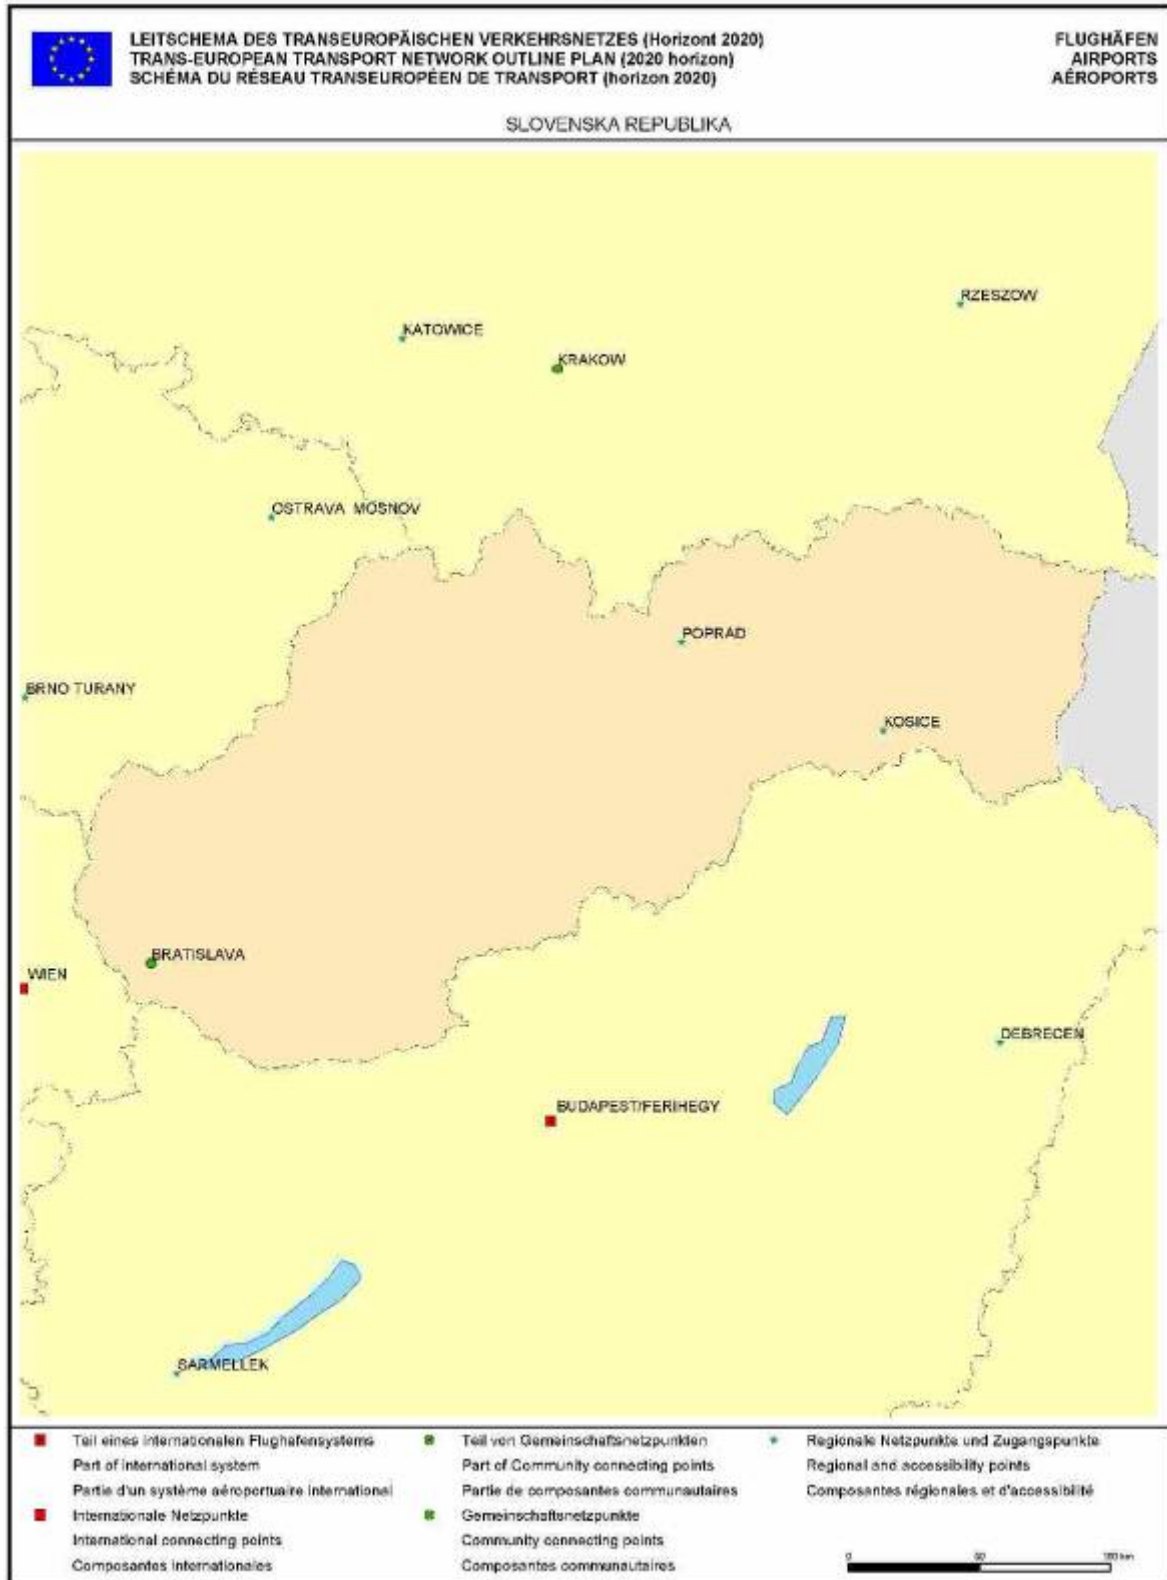 LEITSCHEMA DES TRANSEUROPÄISCHEN VERKEHRSNETZES (Horizont 2020)
TRANS-EUROPEAN TRANSPORT NETWORK OUTLINE PLAN (2020 horizon)
SCHÉMA DU RÉSEAU TRANSEUROPÉEN DE TRANSPORT (horizon 2020)
FLUGHÄFEN
AIRPORTS
AÉROPORTS
SLOVENSKA REPUBLIKA
RZESZOW
KATOWICE
KRAKOW
OSTRAVA MOSNOV
POPRAD
BRNO TURANY
KOSICE
BRATISLAVA
WIEN
DEBRECEN
BUDAPEST/FERIHEGY
SARMELLEK
Teil eines internationalen Flughafensystems
Part of international system
Partie d'un système aéroportuaire international
Internationale Netzpunkte
International connecting points
Composantes internationales
Teil von Gemeinschaftsnetzpunkten
Part of Community connecting points
Partie de composantes communautaires
Gemeinschaftsnetzpunkte
Community connecting points
Composantes communautaires
Regionale Netzpunkte und Zugangspunkte
Regional and accessibility points
Composantes régionales et d'accessibilité
0 50 100 km